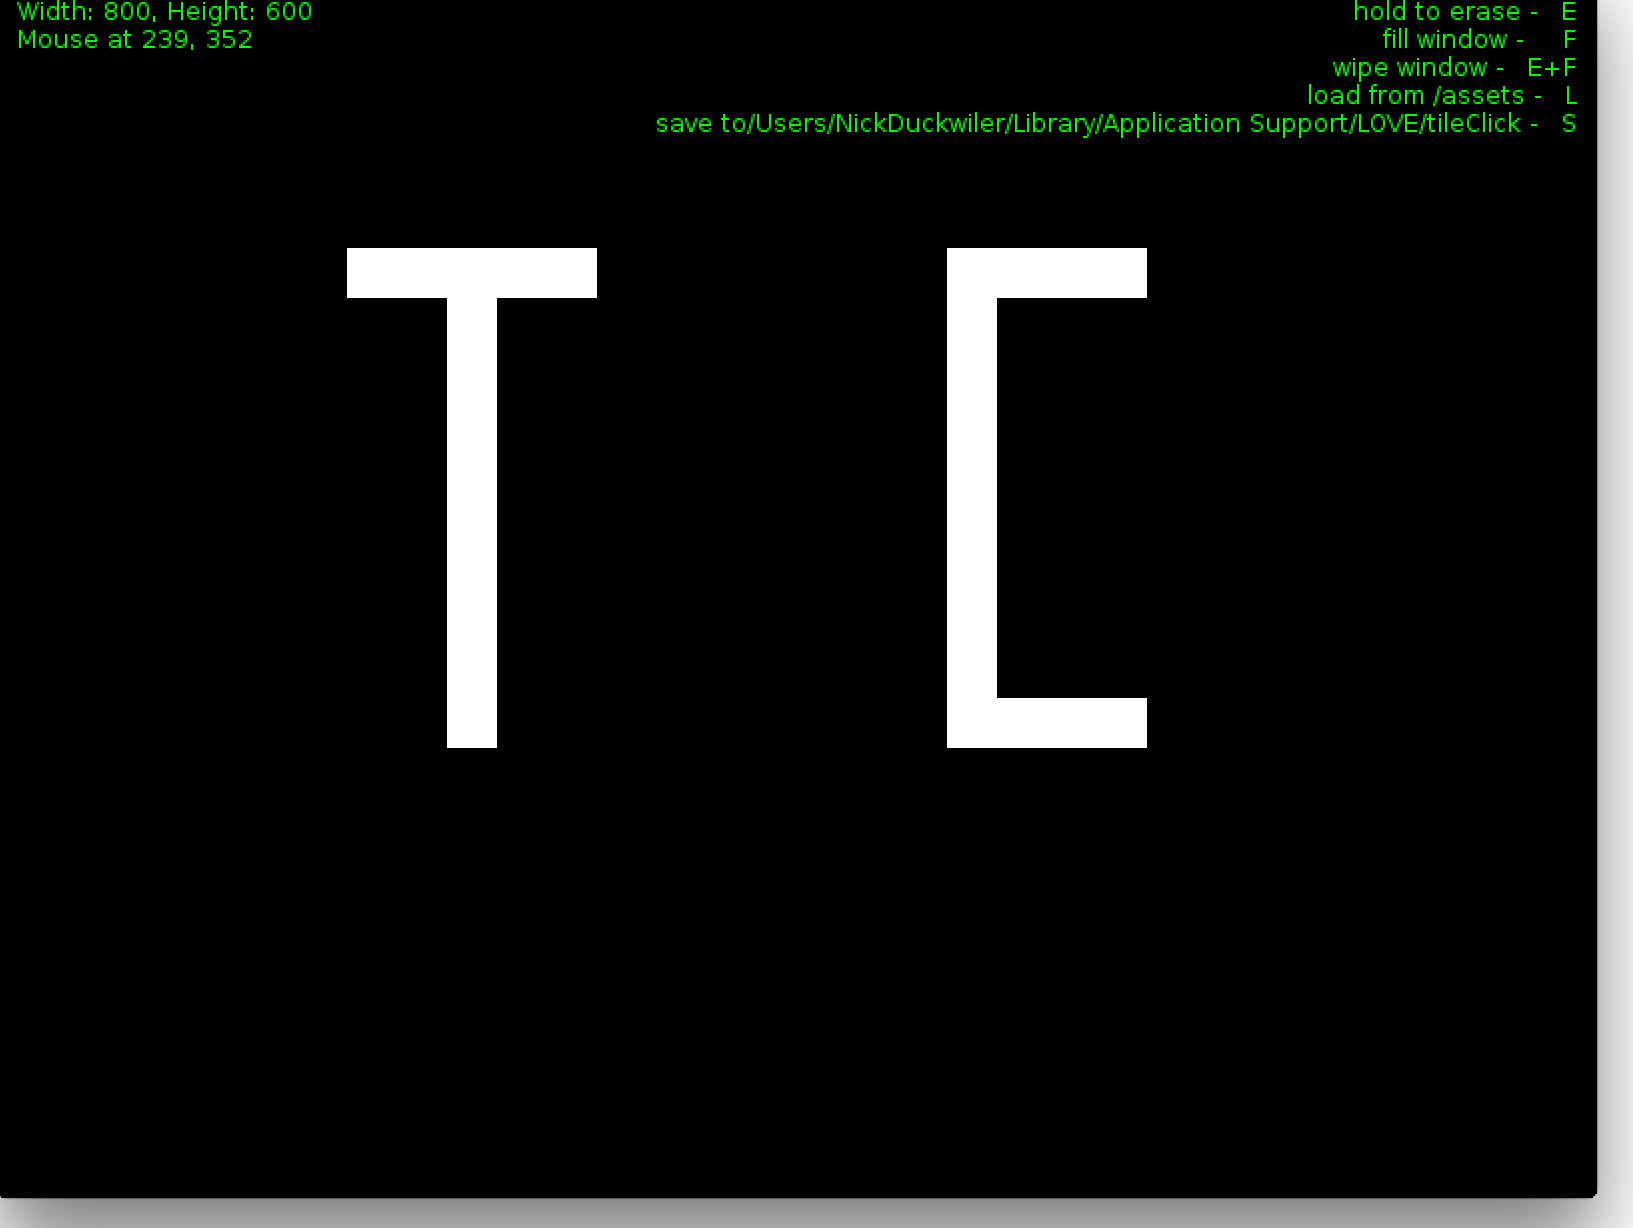 Width: 800, Height: 600
Mouse at 239, 352
hold to erase - E
fill window - F
wipe window - E+F
load from /assets - L
save to/Users/NickDuckwiler/Library/Application Support/LOVE/tileClick - S
T C